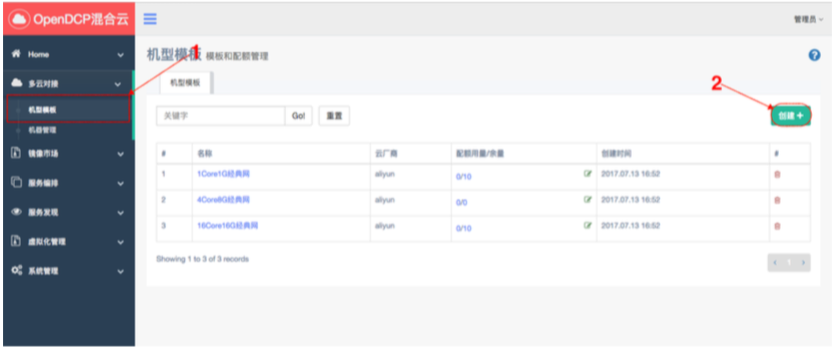 OpenDCP混合云
管理员
Home
多云对接
机型模板
机器管理
镜像市场
服务编排
服务发现
虚拟化管理
系统管理
1
机型模板 模板和配额管理
机型模板
2
关键字 Go! 重置 创建 +
# 名称 云厂商 配额用量/余量 创建时间 #
1 1Core1G经典网 aliyun 0/10 2017.07.13 16:52
2 4Core8G经典网 aliyun 0/0 2017.07.13 16:52
3 16Core16G经典网 aliyun 0/10 2017.07.13 16:52
Showing 1 to 3 of 3 records
‹ 1 ›